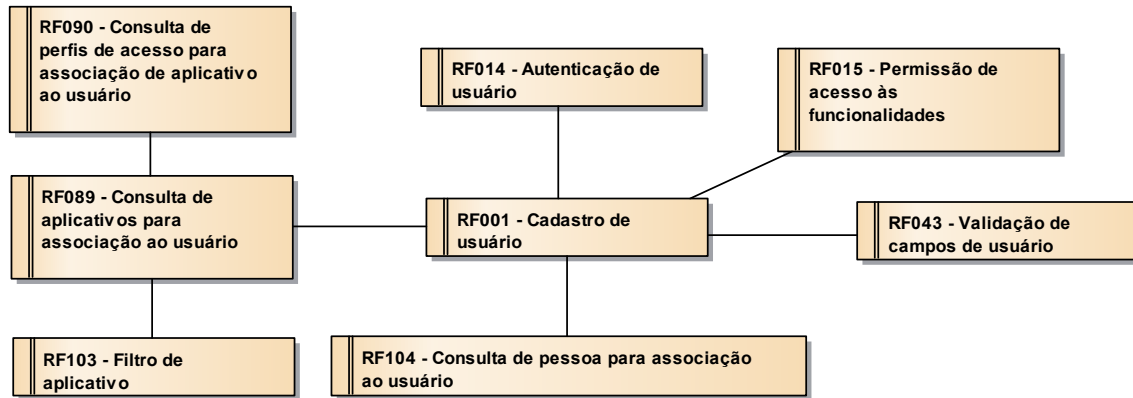 RF090 - Consulta de
perfis de acesso para
associação de aplicativo
ao usuário
RF014 - Autenticação de
usuário
RF015 - Permissão de
acesso às
funcionalidades
RF089 - Consulta de
aplicativos para
associação ao usuário
RF001 - Cadastro de
usuário
RF043 - Validação de
campos de usuário
RF103 - Filtro de
aplicativo
RF104 - Consulta de pessoa para associação
ao usuário